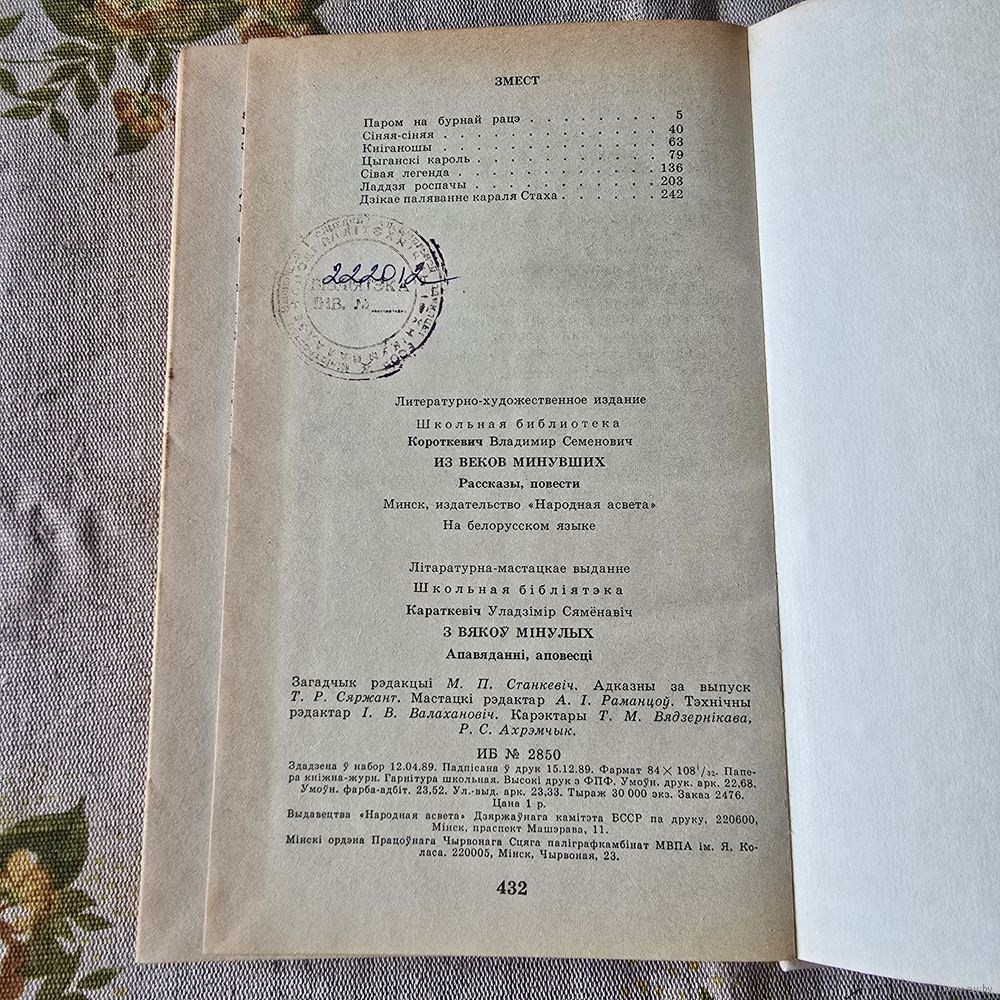 ЗМЕСТ
Паром на бурнай рацэ . . . . . . . . . 5
Сіняя-сіняя . . . . . . . . . . . . 40
Кніганошы . . . . . . . . . . . . 63
Цыганскі кароль . . . . . . . . . . 79
Сівая легенда . . . . . . . . . . . 136
Ладдзя роспачы . . . . . . . . . . 203
Дзікае паляванне караля Стаха . . . . . . 242
222012
БІБЛІЯТЭКА
ІНВ. №
Литературно-художественное издание
Школьная библиотека
Короткевич Владимир Семенович
ИЗ ВЕКОВ МИНУВШИХ
Рассказы, повести
Минск, издательство «Народная асвета»
На белорусском языке
Літаратурна-мастацкае выданне
Школьная бібліятэка
Караткевіч Уладзімір Сямёнавіч
З ВЯКОЎ МІНУЛЫХ
Апавяданні, аповесці
Загадчык рэдакцыі М. П. Станкевіч. Адказны за выпуск
Т. Р. Сяржант. Мастацкі рэдактар А. І. Раманцоў. Тэхнічны
рэдактар І. В. Валахановіч. Карэктары Т. М. Вядзернікава,
Р. С. Ахрэмчык.
ИБ № 2850
Здадзена ў набор 12.04.89. Падпісана ў друк 15.12.89. Фармат 84×108¹/₃₂. Папе-
ра кніжна-журн. Гарнітура школьная. Высокі друк з ФПФ. Умоўн. друк. арк. 22,68.
Умоўн. фарба-адбіт. 23,52. Ул.-выд. арк. 23,33. Тыраж 30 000 экз. Заказ 2476.
Цана 1 р.
Выдавецтва «Народная асвета» Дзяржаўнага камітэта БССР па друку. 220600,
Мінск, праспект Машэрава, 11.
Мінскі ордэна Працоўнага Чырвонага Сцяга паліграфкамбінат МВПА ім. Я. Ко-
ласа. 220005, Мінск, Чырвоная, 23.
432